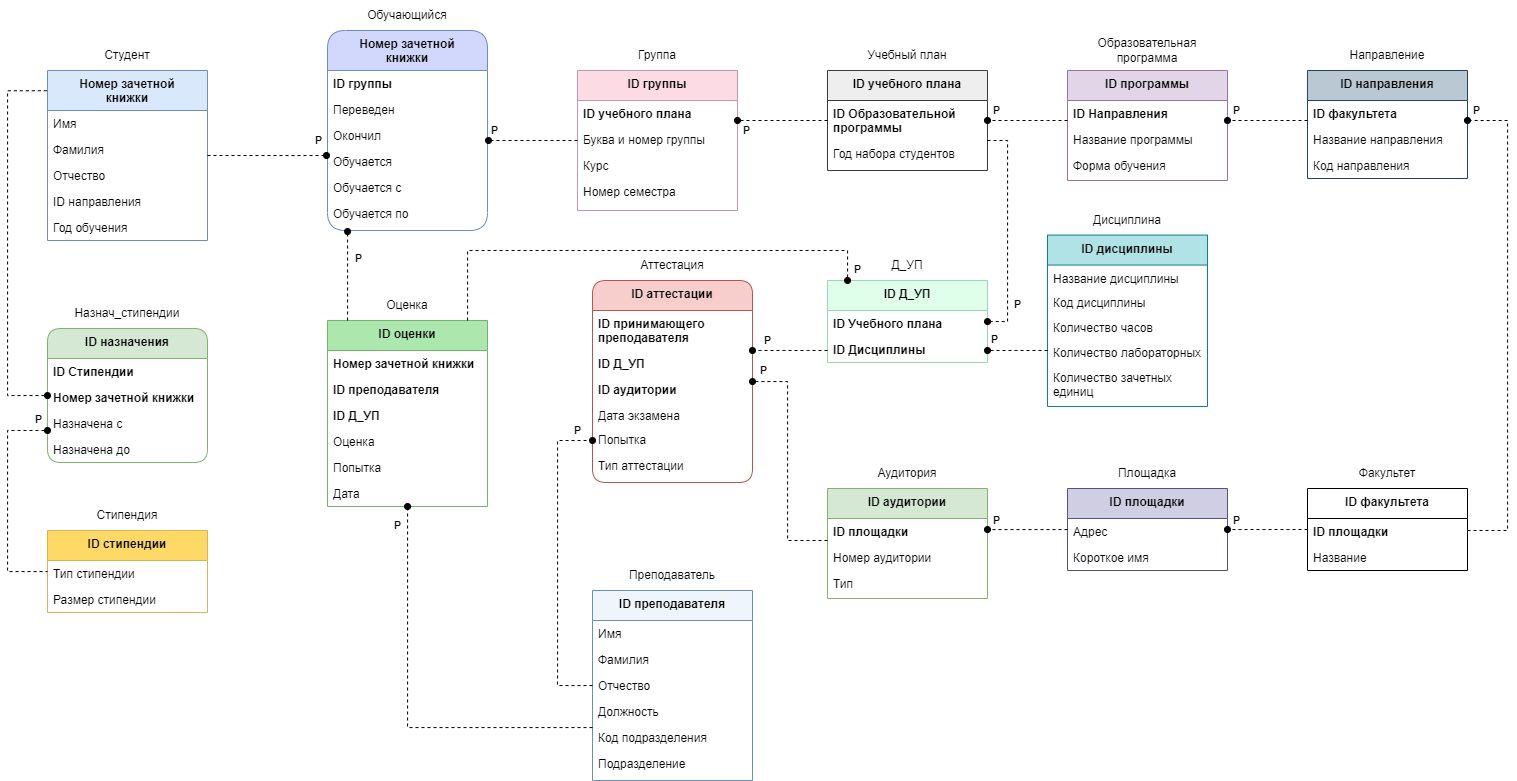 Обучающийся
Номер зачетной
книжки
ID группы
Переведен
Окончил
Обучается
Обучается с
Обучается по
Студент
Номер зачетной
книжки
Имя
Фамилия
Отчество
ID направления
Год обучения
P
P
Группа
ID группы
ID учебного плана
Буква и номер группы
Курс
Номер семестра
P
Учебный план
ID учебного плана
ID Образовательной
программы
Год набора студентов
P
Образовательная
программа
ID программы
ID Направления
Название программы
Форма обучения
P
Направление
ID направления
ID факультета
Название направления
Код направления
P
P
Назнач_стипендии
ID назначения
ID Стипендии
Номер зачетной книжки
Назначена с
Назначена до
P
Оценка
ID оценки
Номер зачетной книжки
ID преподавателя
ID Д_УП
Оценка
Попытка
Дата
P
Аттестация
ID аттестации
ID принимающего
преподавателя
ID Д_УП
ID аудитории
Дата экзамена
Попытка
Тип аттестации
P
P
P
P
Д_УП
ID Д_УП
ID Учебного плана
ID Дисциплины
P
P
Дисциплина
ID дисциплины
Название дисциплины
Код дисциплины
Количество часов
Количество лабораторных
Количество зачетных
единиц
Стипендия
ID стипендии
Тип стипендии
Размер стипендии
Аудитория
ID аудитории
ID площадки
Номер аудитории
Тип
P
Площадка
ID площадки
Адрес
Короткое имя
P
Факультет
ID факультета
ID площадки
Название
Преподаватель
ID преподавателя
Имя
Фамилия
Отчество
Должность
Код подразделения
Подразделение